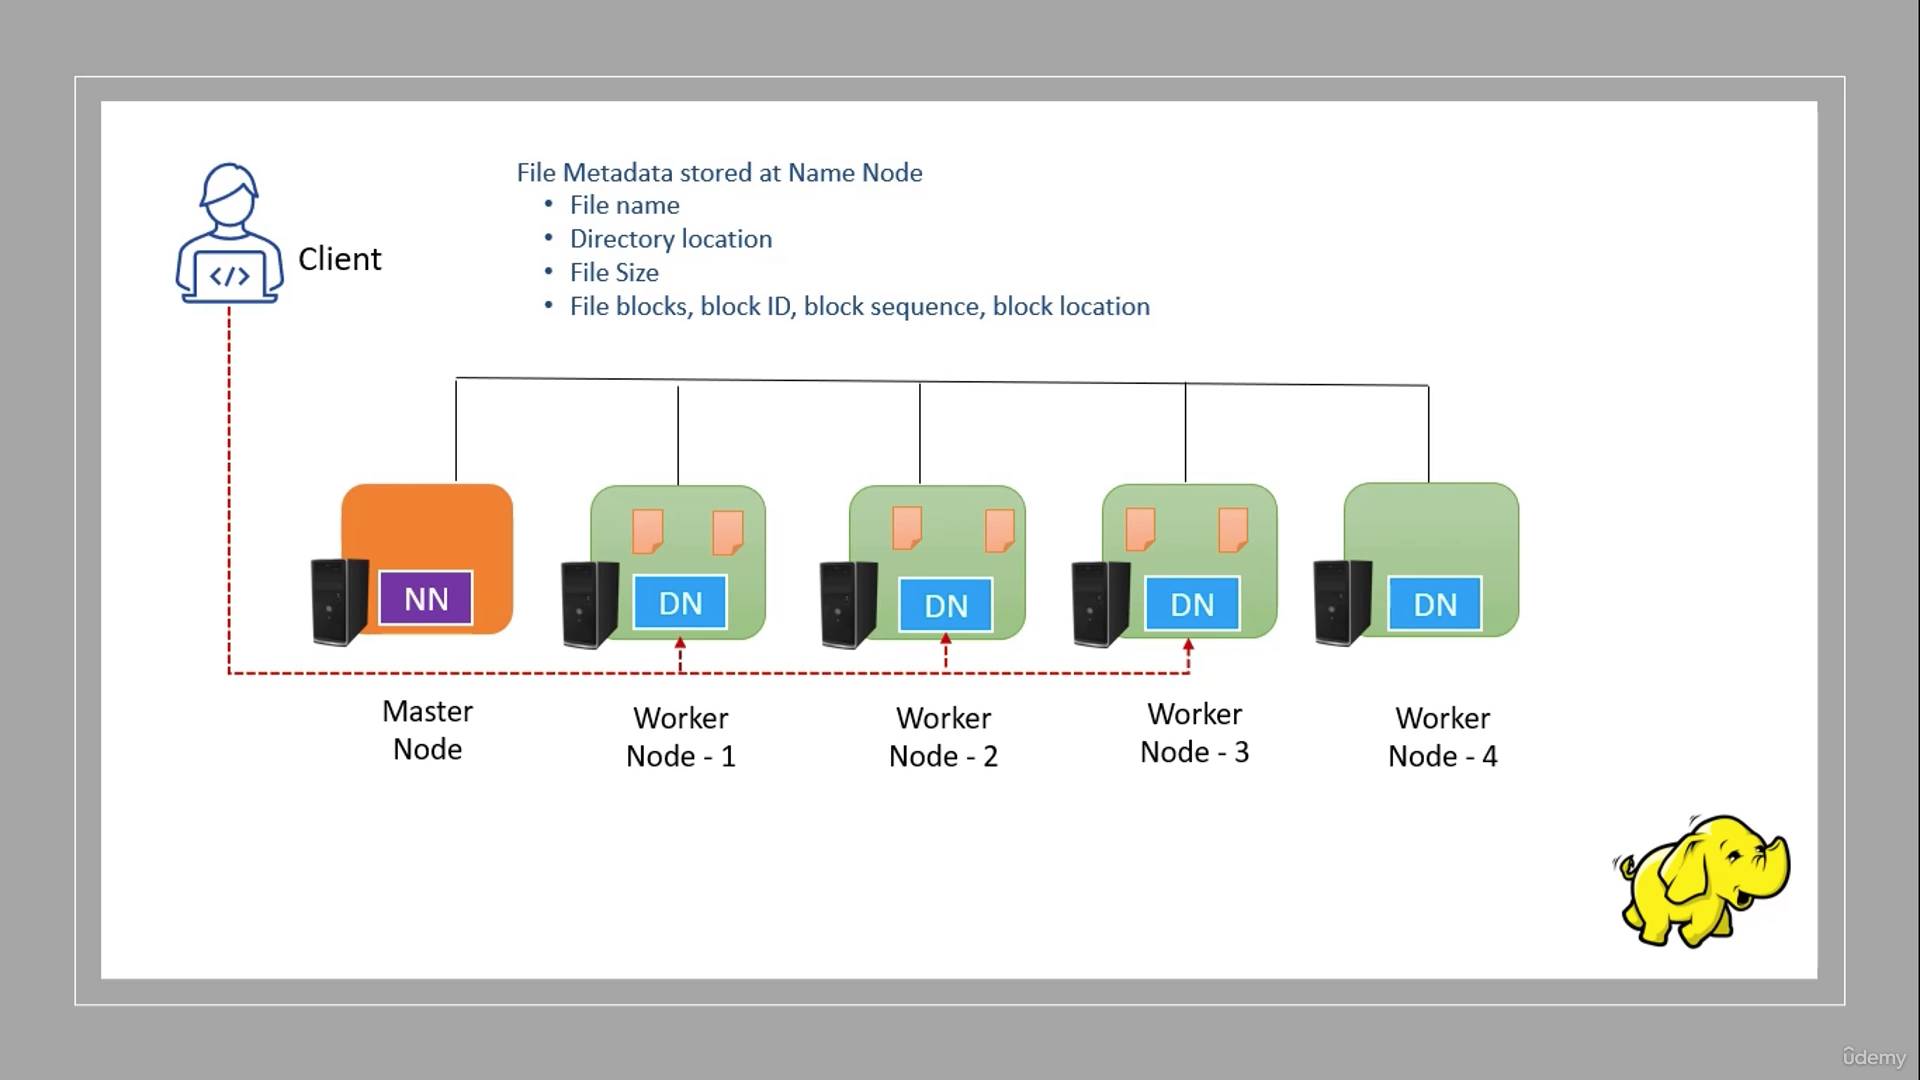 File Metadata stored at Name Node
• File name
• Directory location
• File Size
• File blocks, block ID, block sequence, block location
Client
</>
NN
DN
DN
DN
DN
Master
Node
Worker
Node - 1
Worker
Node - 2
Worker
Node - 3
Worker
Node - 4
ûdemy